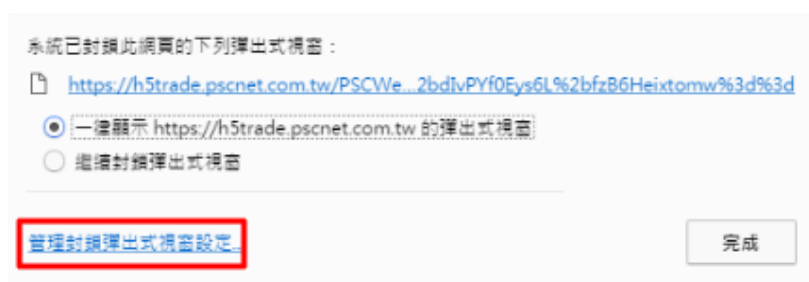 系統已封鎖此網頁的下列彈出式視窗：
https://h5trade.pscnet.com.tw/PSCWe...2bdIvPYf0Eys6L%2bfzB6Heixtomw%3d%3d
一律顯示 https://h5trade.pscnet.com.tw 的彈出式視窗
繼續封鎖彈出式視窗
管理封鎖彈出式視窗設定...
完成